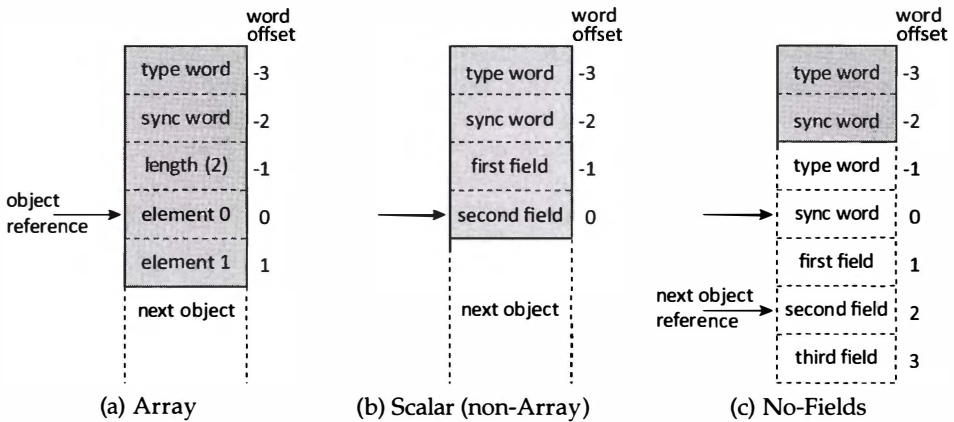 word
offset
type word -3
sync word -2
length (2) -1
object
reference
element 0 0
element 1 1
next object
(a) Array
word
offset
type word -3
sync word -2
first field -1
second field 0
next object
(b) Scalar (non-Array)
word
offset
type word -3
sync word -2
type word -1
sync word 0
first field 1
next object
reference
second field 2
third field 3
(c) No-Fields